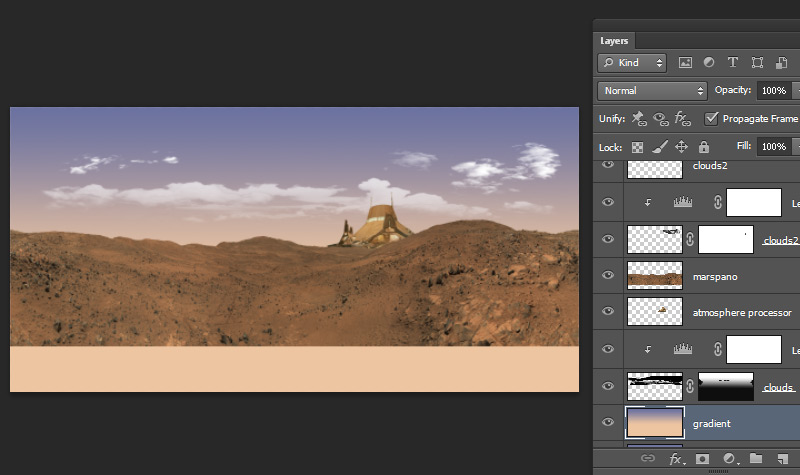 Layers
Kind
Normal Opacity: 100%
Unify: Propagate Frame
Lock: Fill: 100%
clouds2
Le
clouds2
marspano
atmosphere processor
Le
clouds
gradient
fx